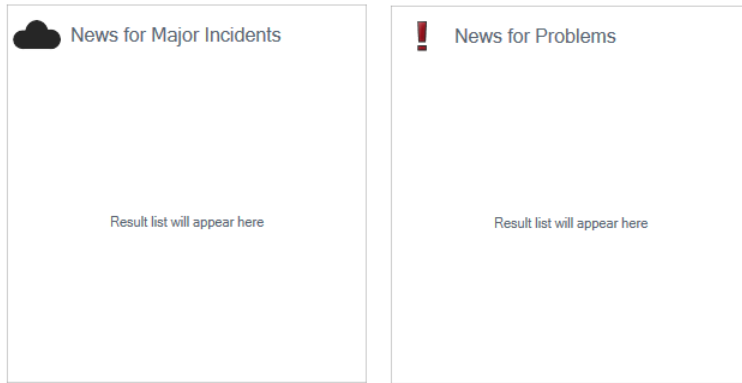 News for Major Incidents
Result list will appear here
News for Problems
Result list will appear here